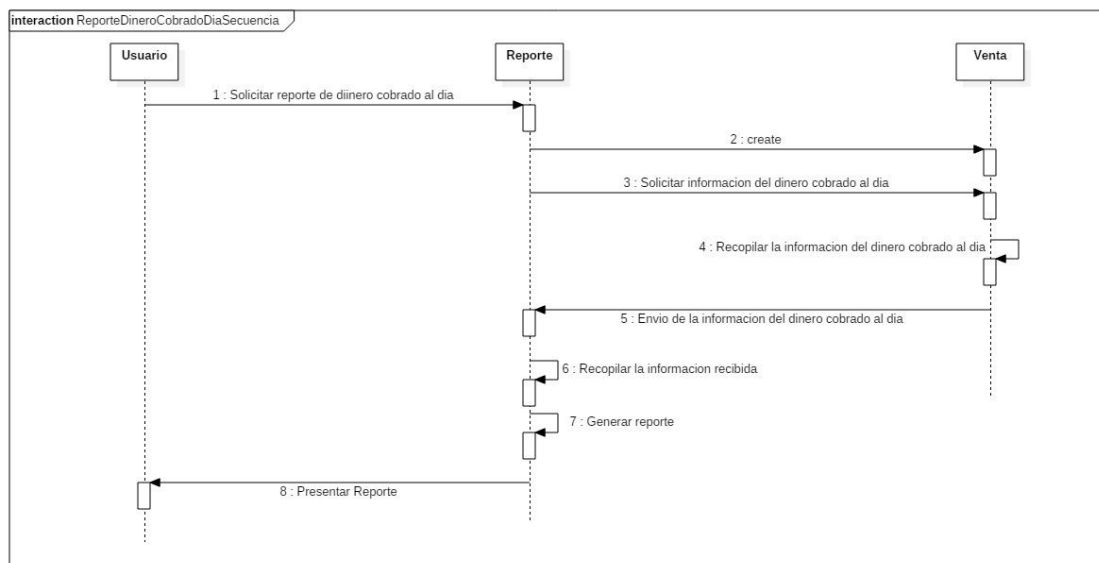 interaction ReporteDineroCobradoDiaSecuencia
Usuario
Reporte
Venta
1 : Solicitar reporte de diinero cobrado al dia
2 : create
3 : Solicitar informacion del dinero cobrado al dia
4 : Recopilar la informacion del dinero cobrado al dia
5 : Envio de la informacion del dinero cobrado al dia
6 : Recopilar la informacion recibida
7 : Generar reporte
8 : Presentar Reporte